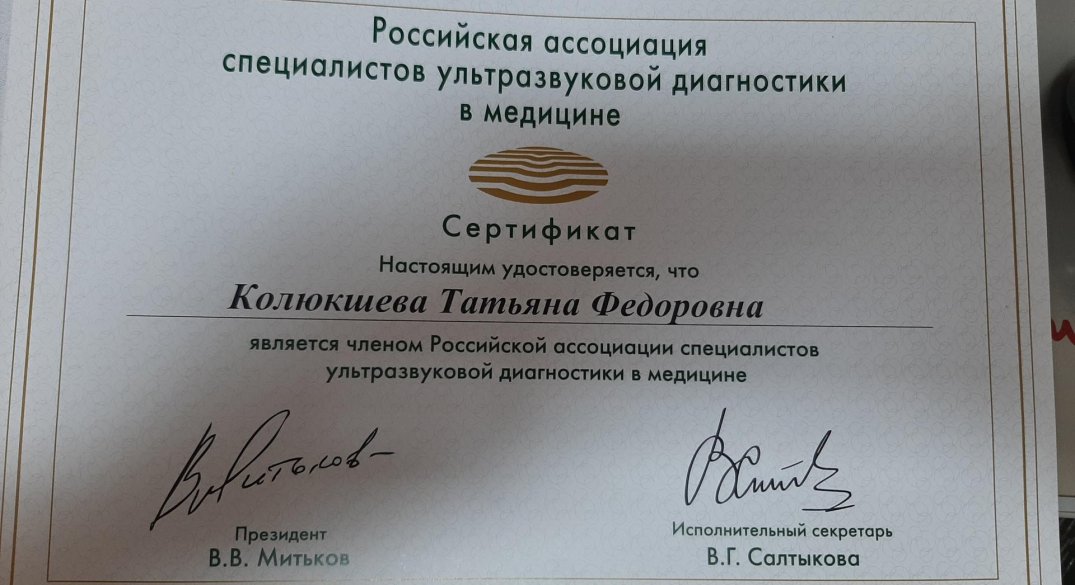 Российская ассоциация
специалистов ультразвуковой диагностики
в медицине
Сертификат
Настоящим удостоверяется, что
Колюкшева Татьяна Федоровна
является членом Российской ассоциации специалистов
ультразвуковой диагностики в медицине
Президент
В.В. Митьков
Исполнительный секретарь
В.Г. Салтыкова